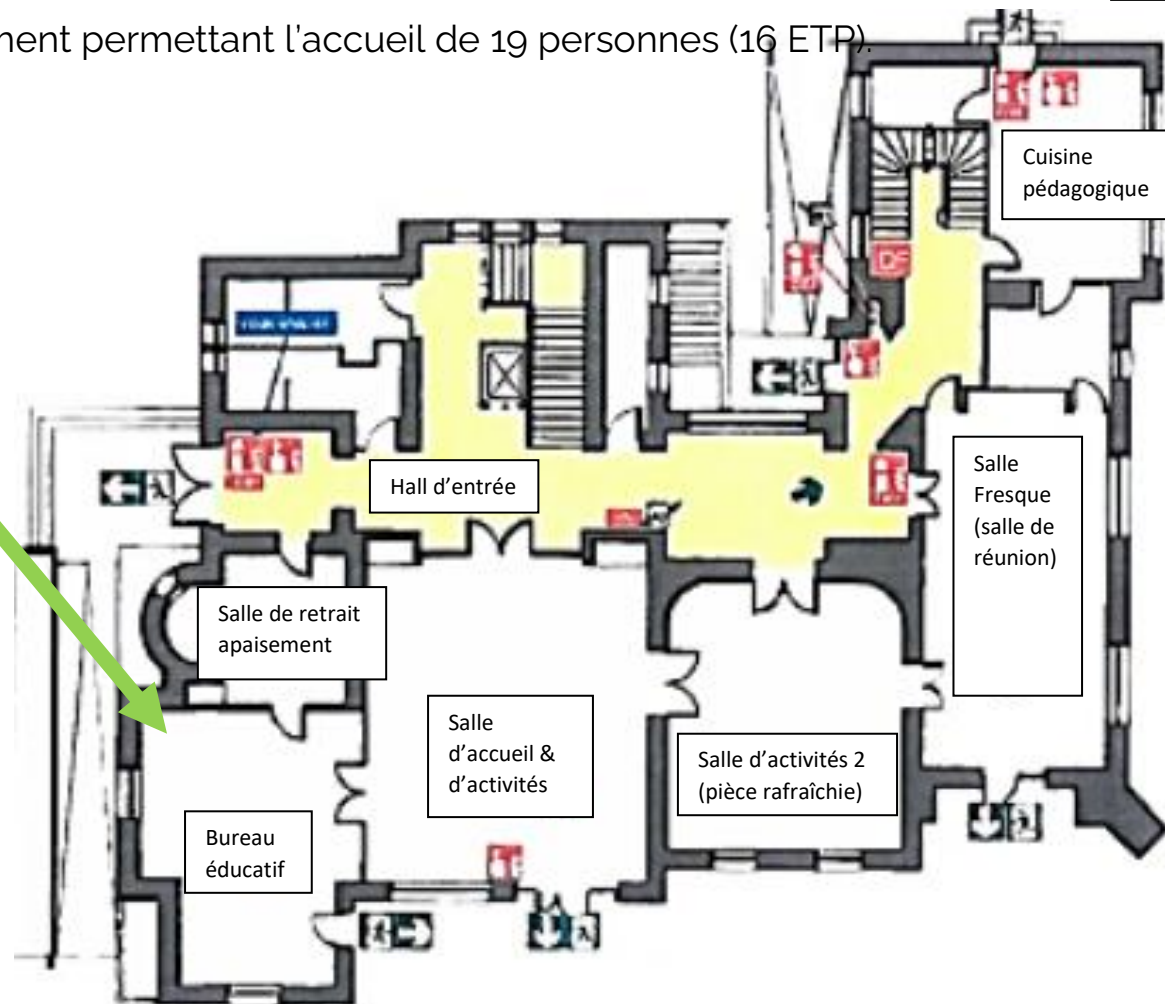 ment permettant l’accueil de 19 personnes (16 ETP).
Cuisine
pédagogique
Hall d’entrée
Salle
Fresque
(salle de
réunion)
Salle de retrait
apaisement
Salle
d’accueil &
d’activités
Salle d’activités 2
(pièce rafraîchie)
Bureau
éducatif